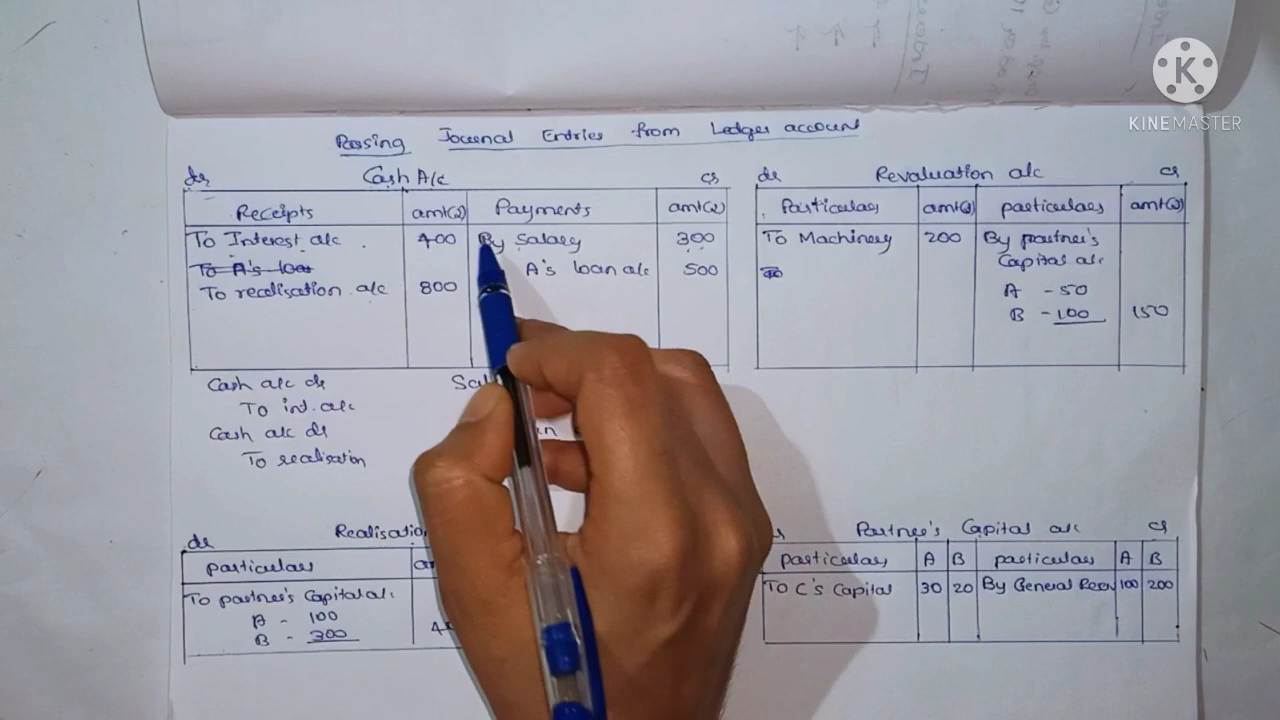 KINEMASTER
Passing Journal Entries from Ledger account
dr Cash A/c cr
Receipts amt(₹) Payments amt(₹)
To Interest a/c 400 By Salary 300
To A's loan
A's loan a/c 500
To realisation a/c 800
dr Revaluation a/c cr
Particulars amt(₹) particulars amt(₹)
To Machinery 200 By partner's
Capital a/c
A - 50
B - 100 150
Cash a/c dr
To int. a/c
Cash a/c dr
To realisation
dr Realisatio
particulars
To partner's Capital a/c
A - 100
B - 300
Partner's Capital a/c cr
particulars A B particulars A B
To C's Capital 30 20 By General Reserv 100 200